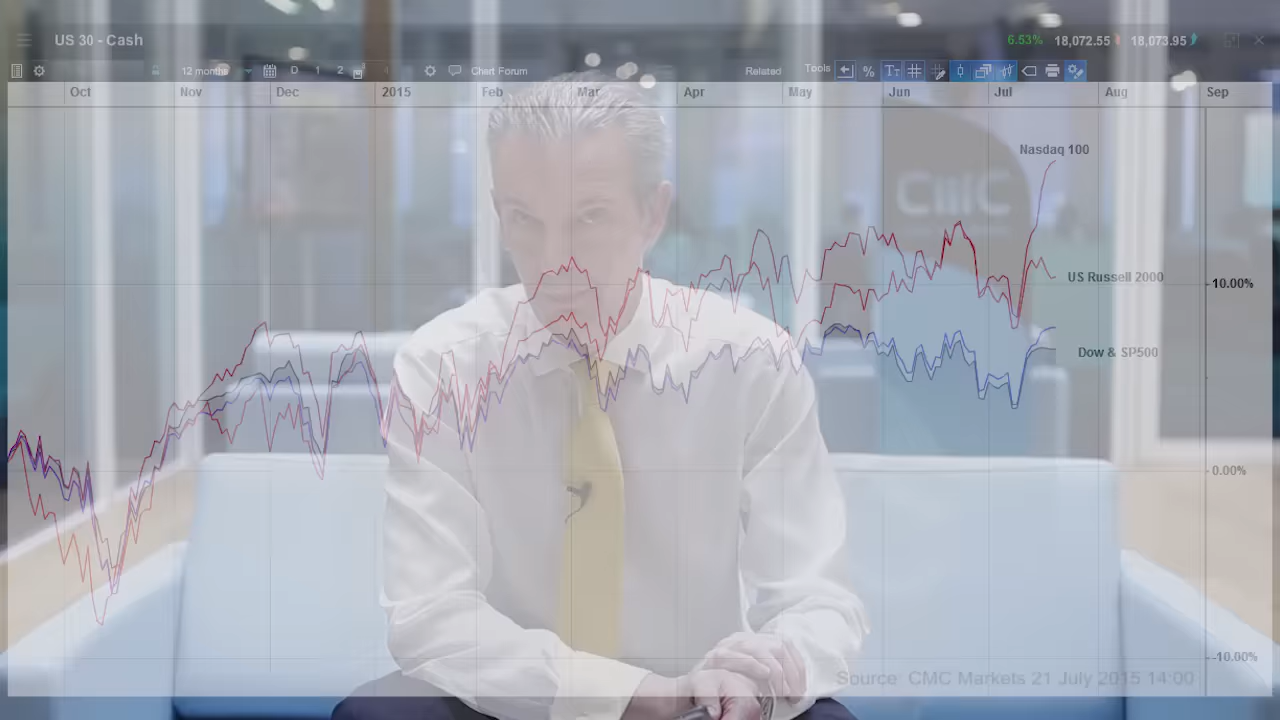 US 30 - Cash
6.53% 18,072.55 18,073.95
12 months D 1 2 Chart Forum Related Tools
Oct Nov Dec 2015 Feb Mar Apr May Jun Jul Aug Sep
Nasdaq 100
CMC
US Russell 2000
10.00%
Dow & SP500
0.00%
-10.00%
Source: CMC Markets 21 July 2015 14:00